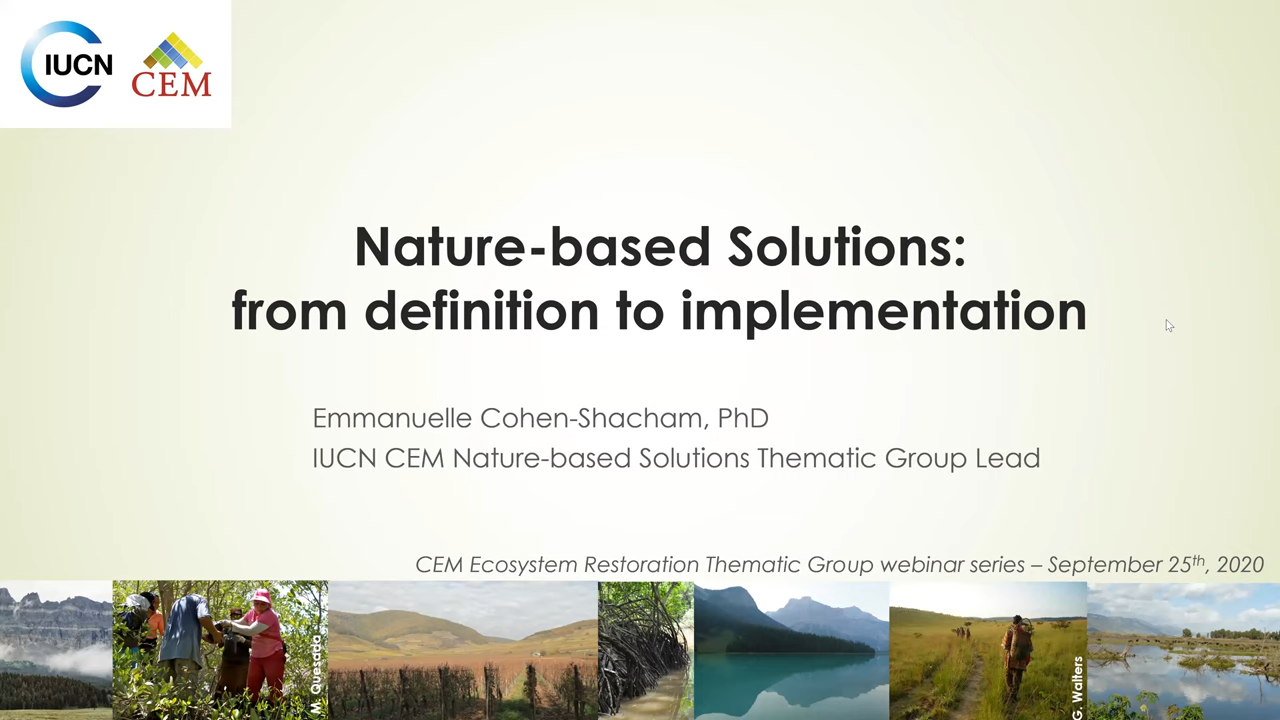 IUCN
CEM
Nature-based Solutions:
from definition to implementation
Emmanuelle Cohen-Shacham, PhD
IUCN CEM Nature-based Solutions Thematic Group Lead
CEM Ecosystem Restoration Thematic Group webinar series – September 25th, 2020
M. Quesada
G. Walters